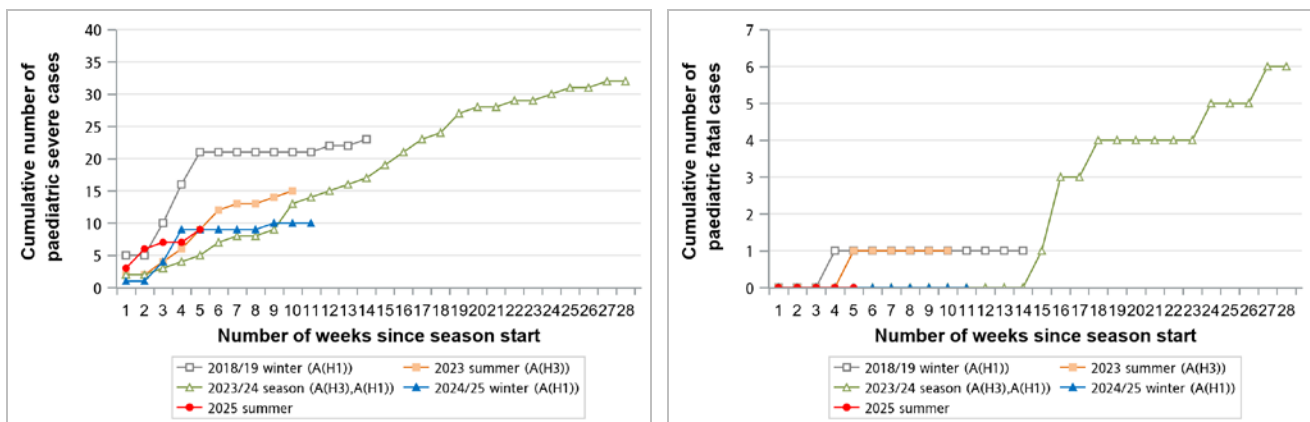 Cumulative number of
paediatric severe cases
40
35
30
25
20
15
10
5
0
1 2 3 4 5 6 7 8 9 10 11 12 13 14 15 16 17 18 19 20 21 22 23 24 25 26 27 28
Number of weeks since season start
2018/19 winter (A(H1)) 2023 summer (A(H3))
2023/24 season (A(H3),A(H1)) 2024/25 winter (A(H1))
2025 summer
Cumulative number of
paediatric fatal cases
7
6
5
4
3
2
1
0
1 2 3 4 5 6 7 8 9 10 11 12 13 14 15 16 17 18 19 20 21 22 23 24 25 26 27 28
Number of weeks since season start
2018/19 winter (A(H1)) 2023 summer (A(H3))
2023/24 season (A(H3),A(H1)) 2024/25 winter (A(H1))
2025 summer